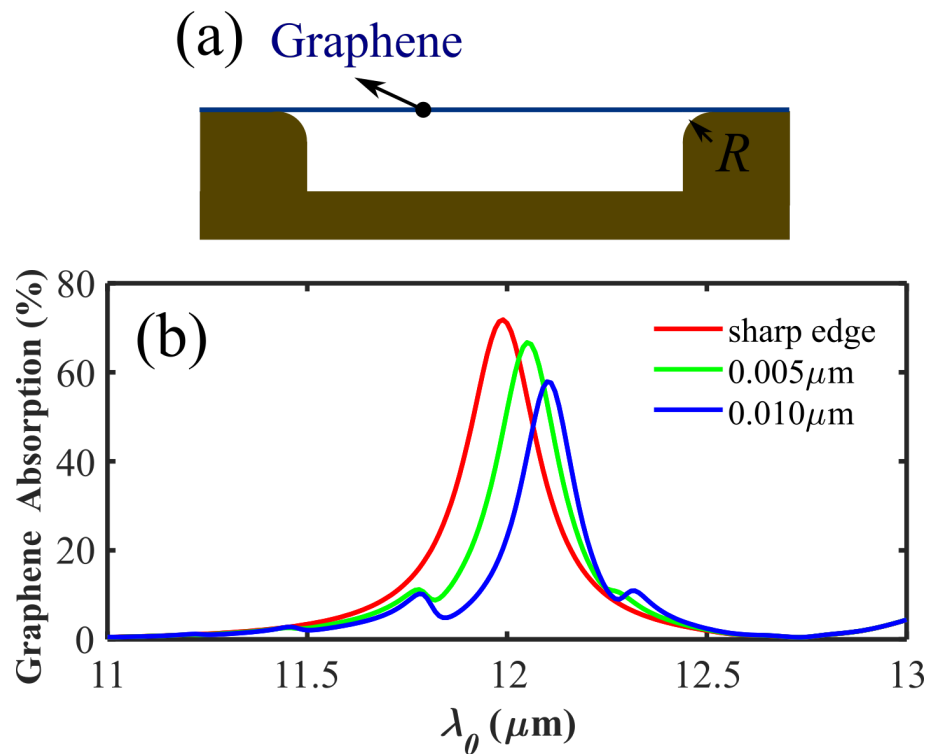 (a) Graphene
R
80
60
40
20
0
Graphene Absorption (%)
(b)
sharp edge
0.005μm
0.010μm
11 11.5 12 12.5 13
λ₀ (μm)